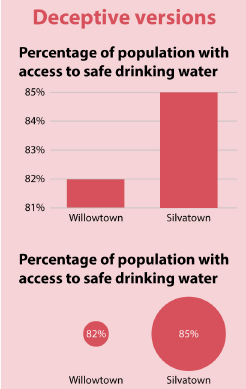 Deceptive versions
Percentage of population with
access to safe drinking water
85%
84%
83%
82%
81%
Willowtown Silvatown
Percentage of population with
access to safe drinking water
82% 85%
Willowtown Silvatown